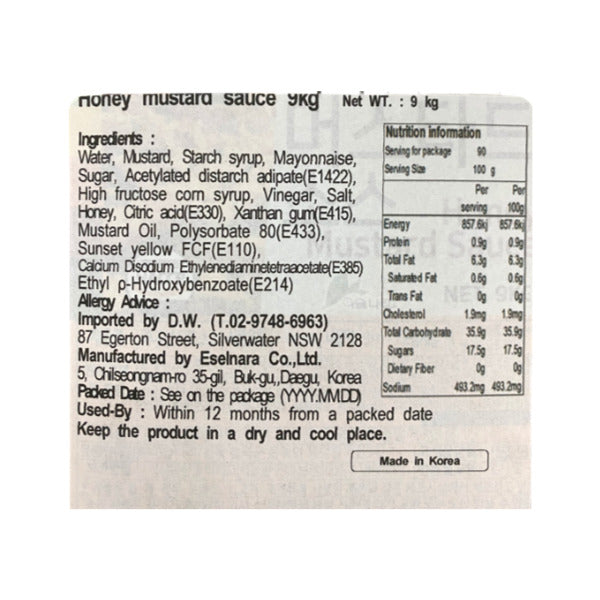 Honey mustard sauce 9kg Net WT. : 9 kg
Ingredients :
Water, Mustard, Starch syrup, Mayonnaise,
Sugar, Acetylated distarch adipate(E1422),
High fructose corn syrup, Vinegar, Salt,
Honey, Citric acid(E330), Xanthan gum(E415),
Mustard Oil, Polysorbate 80(E433),
Sunset yellow FCF(E110),
Calcium Disodium Ethylenediaminetetraacetate(E385)
Ethyl ρ-Hydroxybenzoate(E214)
Allergy Advice :
Imported by D.W. (T.02-9748-6963)
87 Egerton Street, Silverwater NSW 2128
Manufactured by Eselnara Co.,Ltd.
5, Chilseongnam-ro 35-gil, Buk-gu,,Daegu, Korea
Packed Date : See on the package (YYYY.MM.DD)
Used-By : Within 12 months from a packed date
Keep the product in a dry and cool place.
Nutrition information
Serving for package 90
Serving Size 100 g
Per Per
serving 100g
Energy 857.6kj 857.6kj
Protein 0.9g 0.9g
Total Fat 6.3g 6.3g
Saturated Fat 0.6g 0.6g
Trans Fat 0g 0g
Cholesterol 1.9mg 1.9mg
Total Carbohydrate 35.9g 35.9g
Sugars 17.5g 17.5g
Dietary Fiber 0g 0g
Sodium 493.2mg 493.2mg
Made in Korea